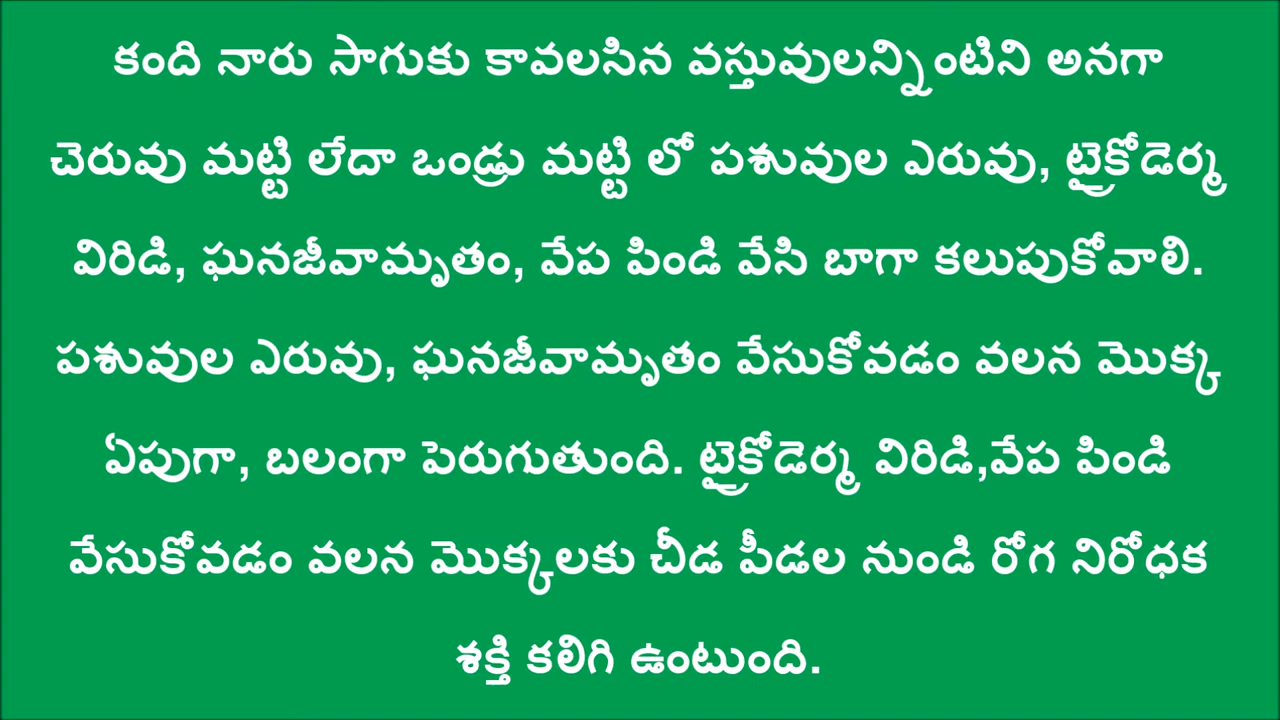 కంది నారు సాగుకు కావలసిన వస్తువులన్నింటిని అనగా
చెరువు మట్టి లేదా ఒండ్రు మట్టి లో పశువుల ఎరువు, ట్రైకోడెర్మ
విరిడి, ఘనజీవామృతం, వేప పిండి వేసి బాగా కలుపుకోవాలి.
పశువుల ఎరువు, ఘనజీవామృతం వేసుకోవడం వలన మొక్క
ఏపుగా, బలంగా పెరుగుతుంది. ట్రైకోడెర్మ విరిడి,వేప పిండి
వేసుకోవడం వలన మొక్కలకు చీడ పీడల నుండి రోగ నిరోధక
శక్తి కలిగి ఉంటుంది.